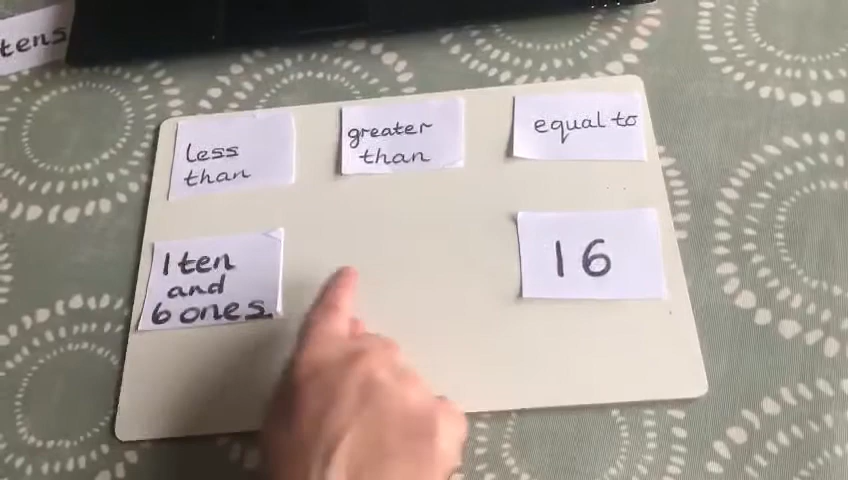 tens
less
than
greater
than
equal to
1 ten
and
6 ones
16